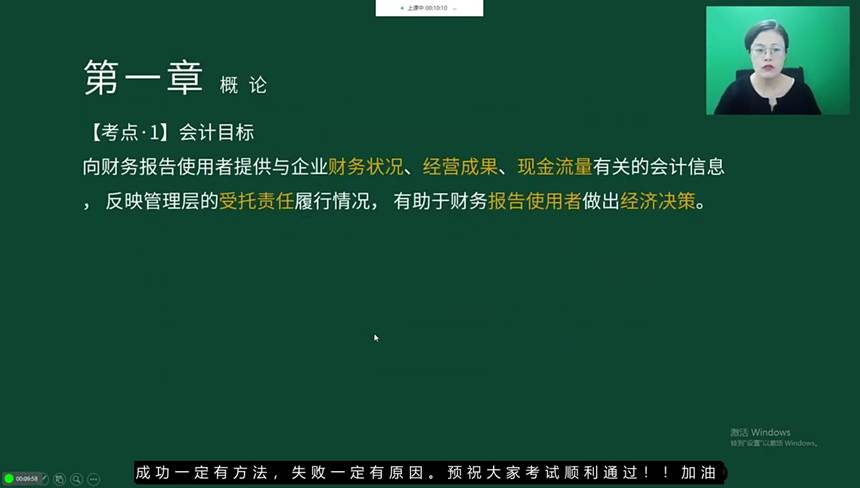 上课中 00:10:10
第一章 概 论
【考点·1】会计目标
向财务报告使用者提供与企业财务状况、经营成果、现金流量有关的会计信息
， 反映管理层的受托责任履行情况， 有助于财务报告使用者做出经济决策。
激活 Windows
转到"设置"以激活 Windows。
00:09:58
成功一定有方法，失败一定有原因。预祝大家考试顺利通过！！加油